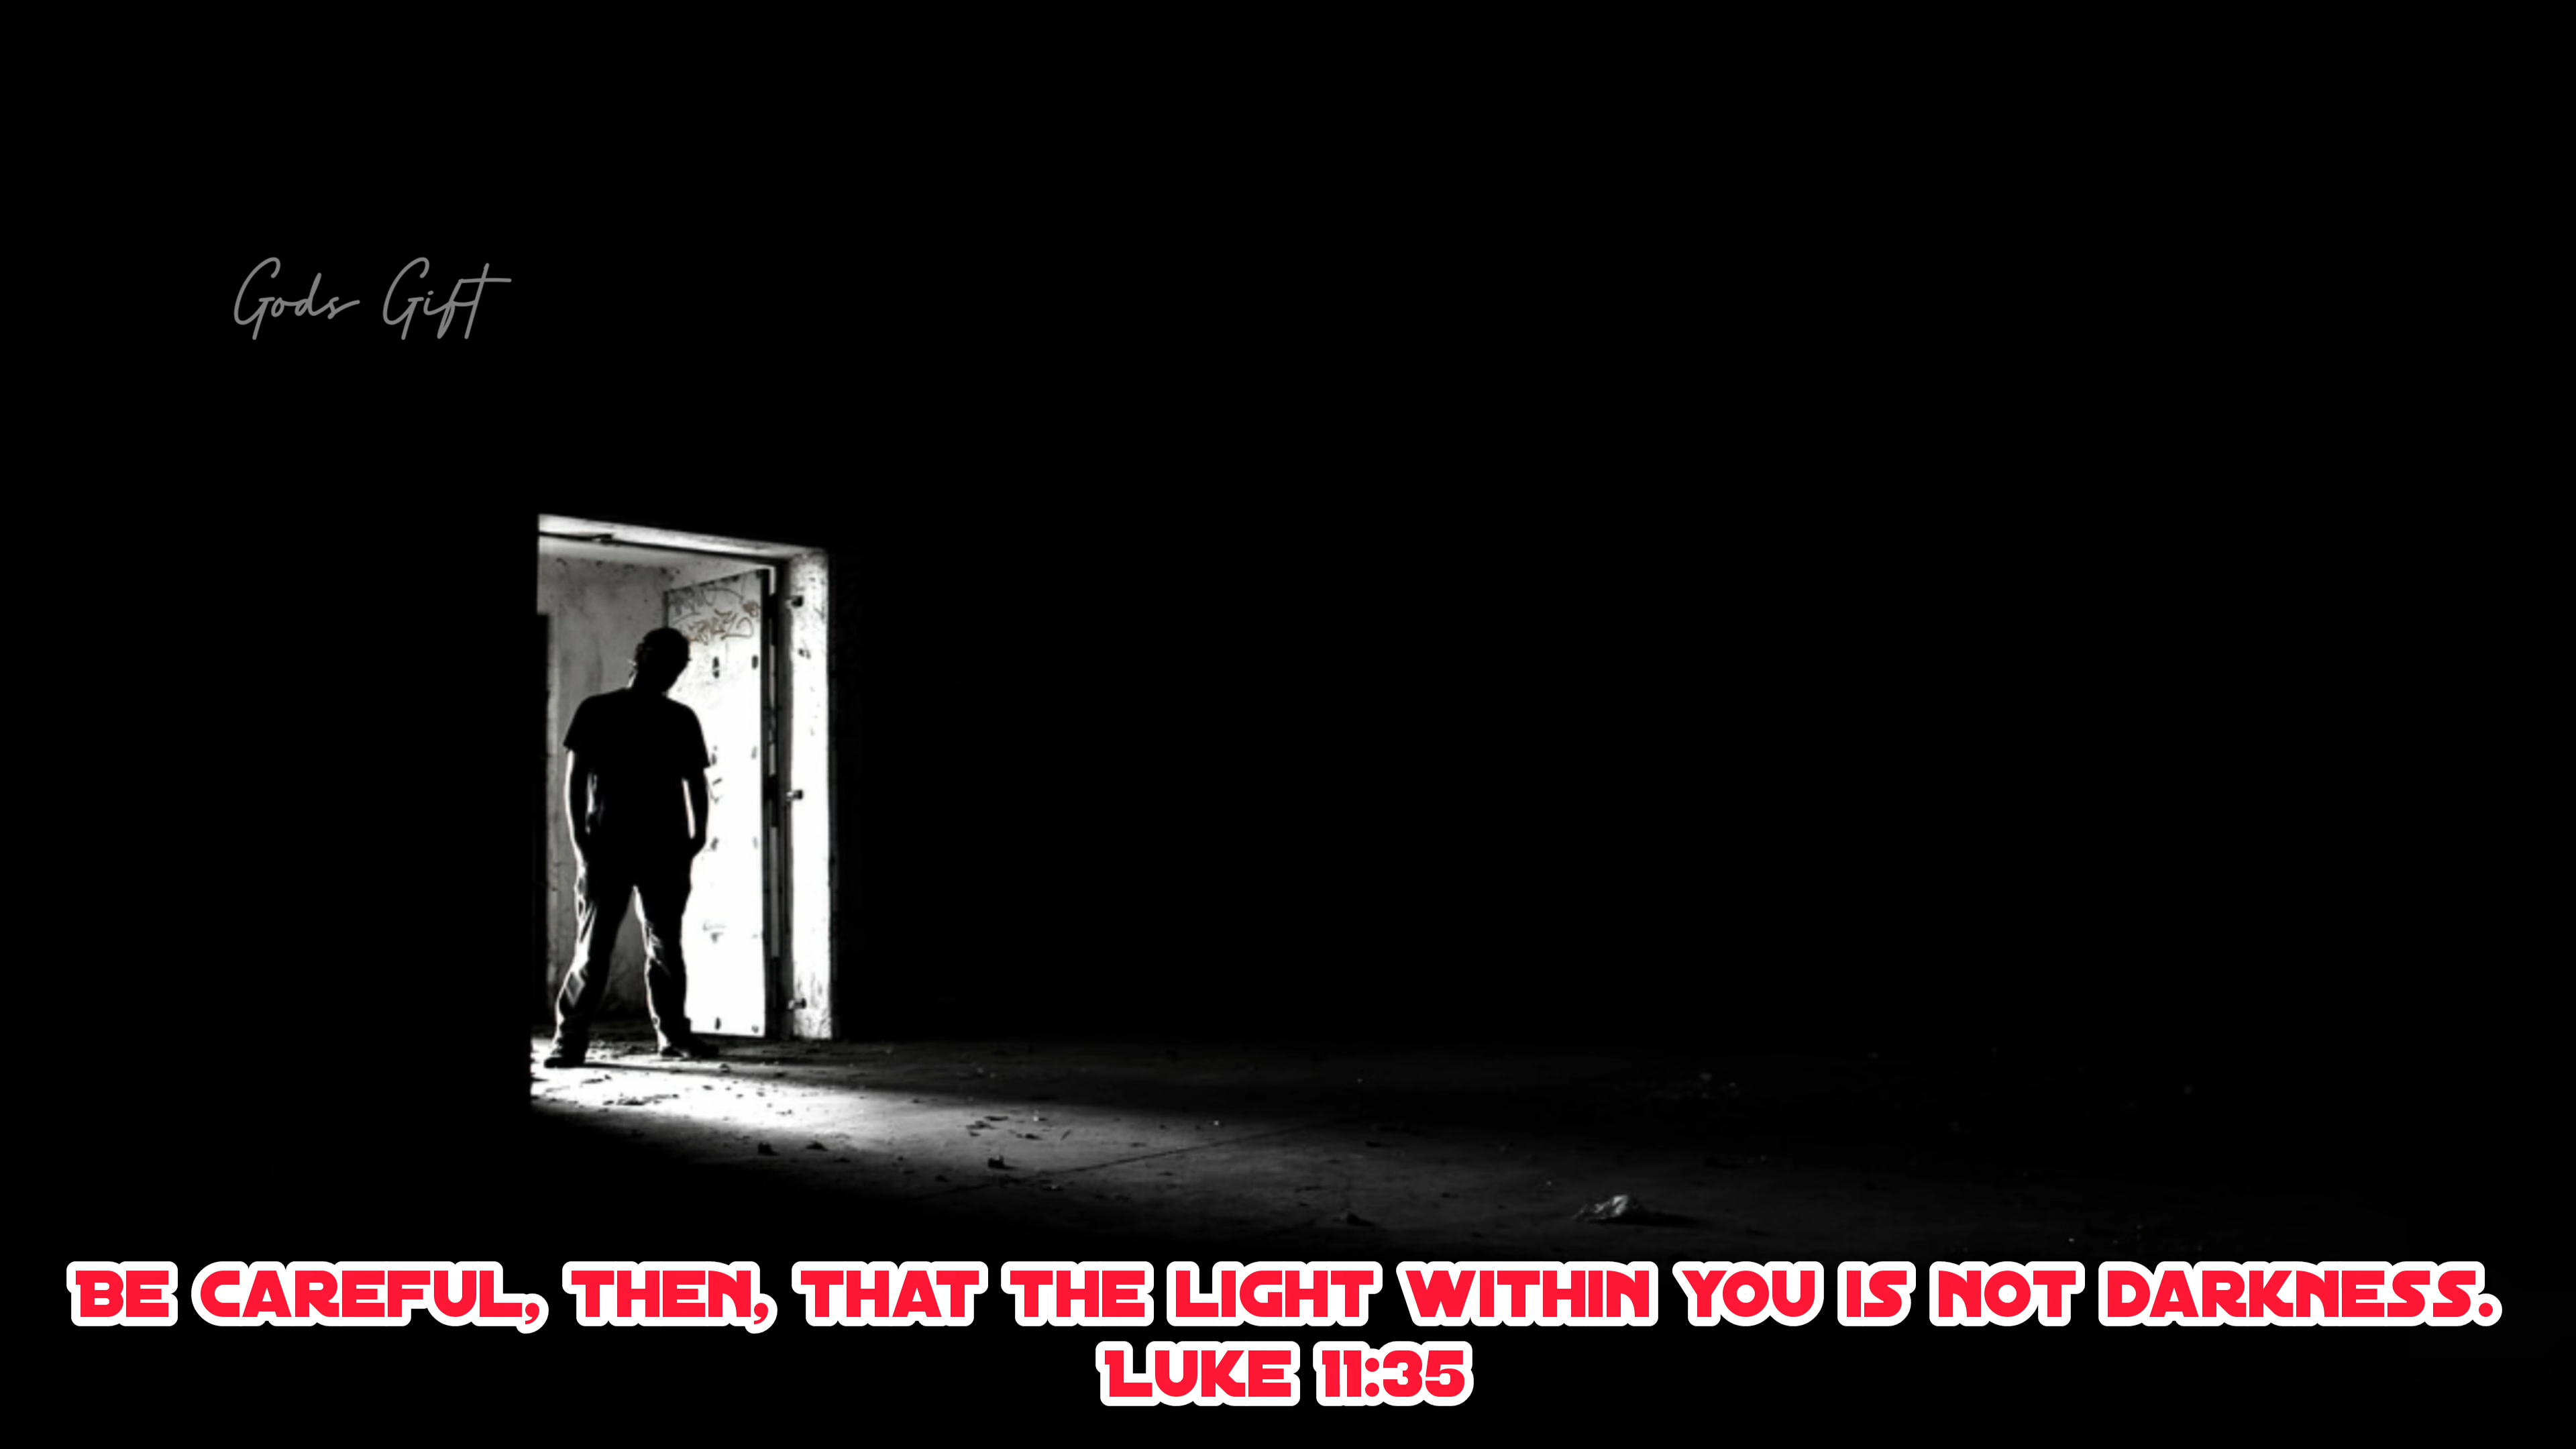 Gods Gift
BE CAREFUL, THEN, THAT THE LIGHT WITHIN YOU IS NOT DARKNESS.
LUKE 11:35